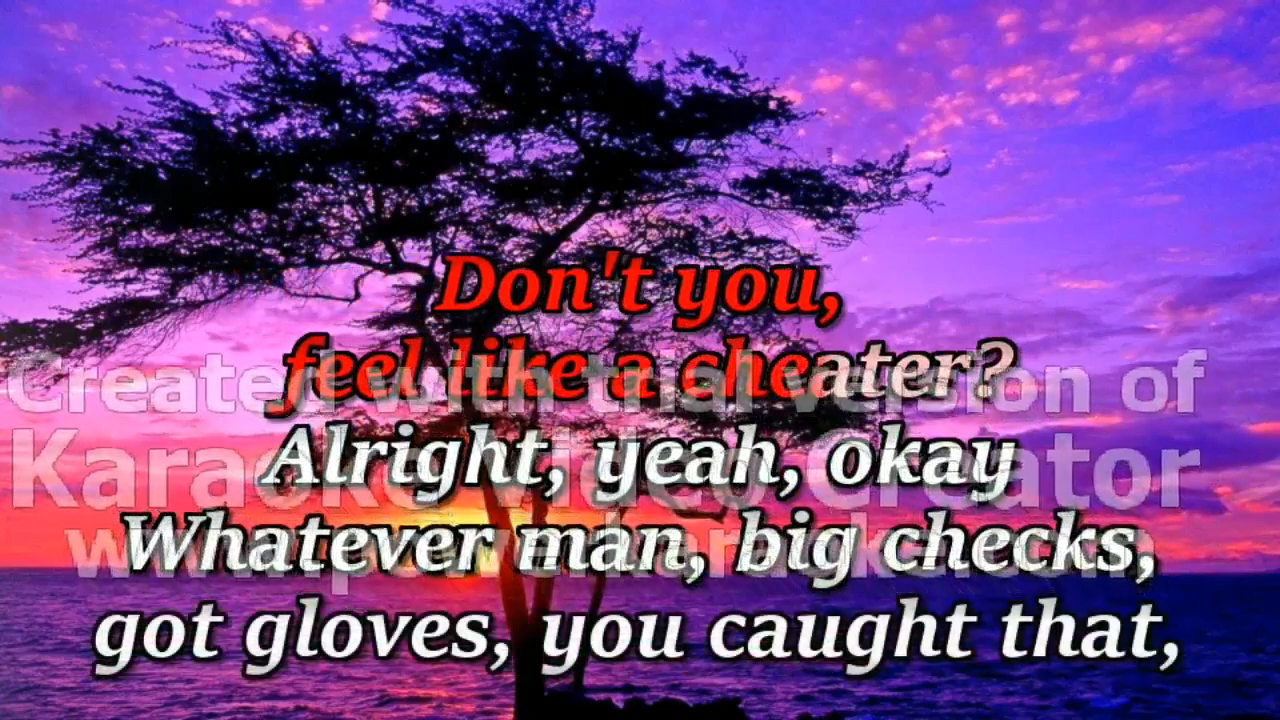 Don't you,
feel like a cheater?
Created with trial version of
Alright, yeah, okay
Karaoke Video Creator
Whatever man, big checks,
got gloves, you caught that,